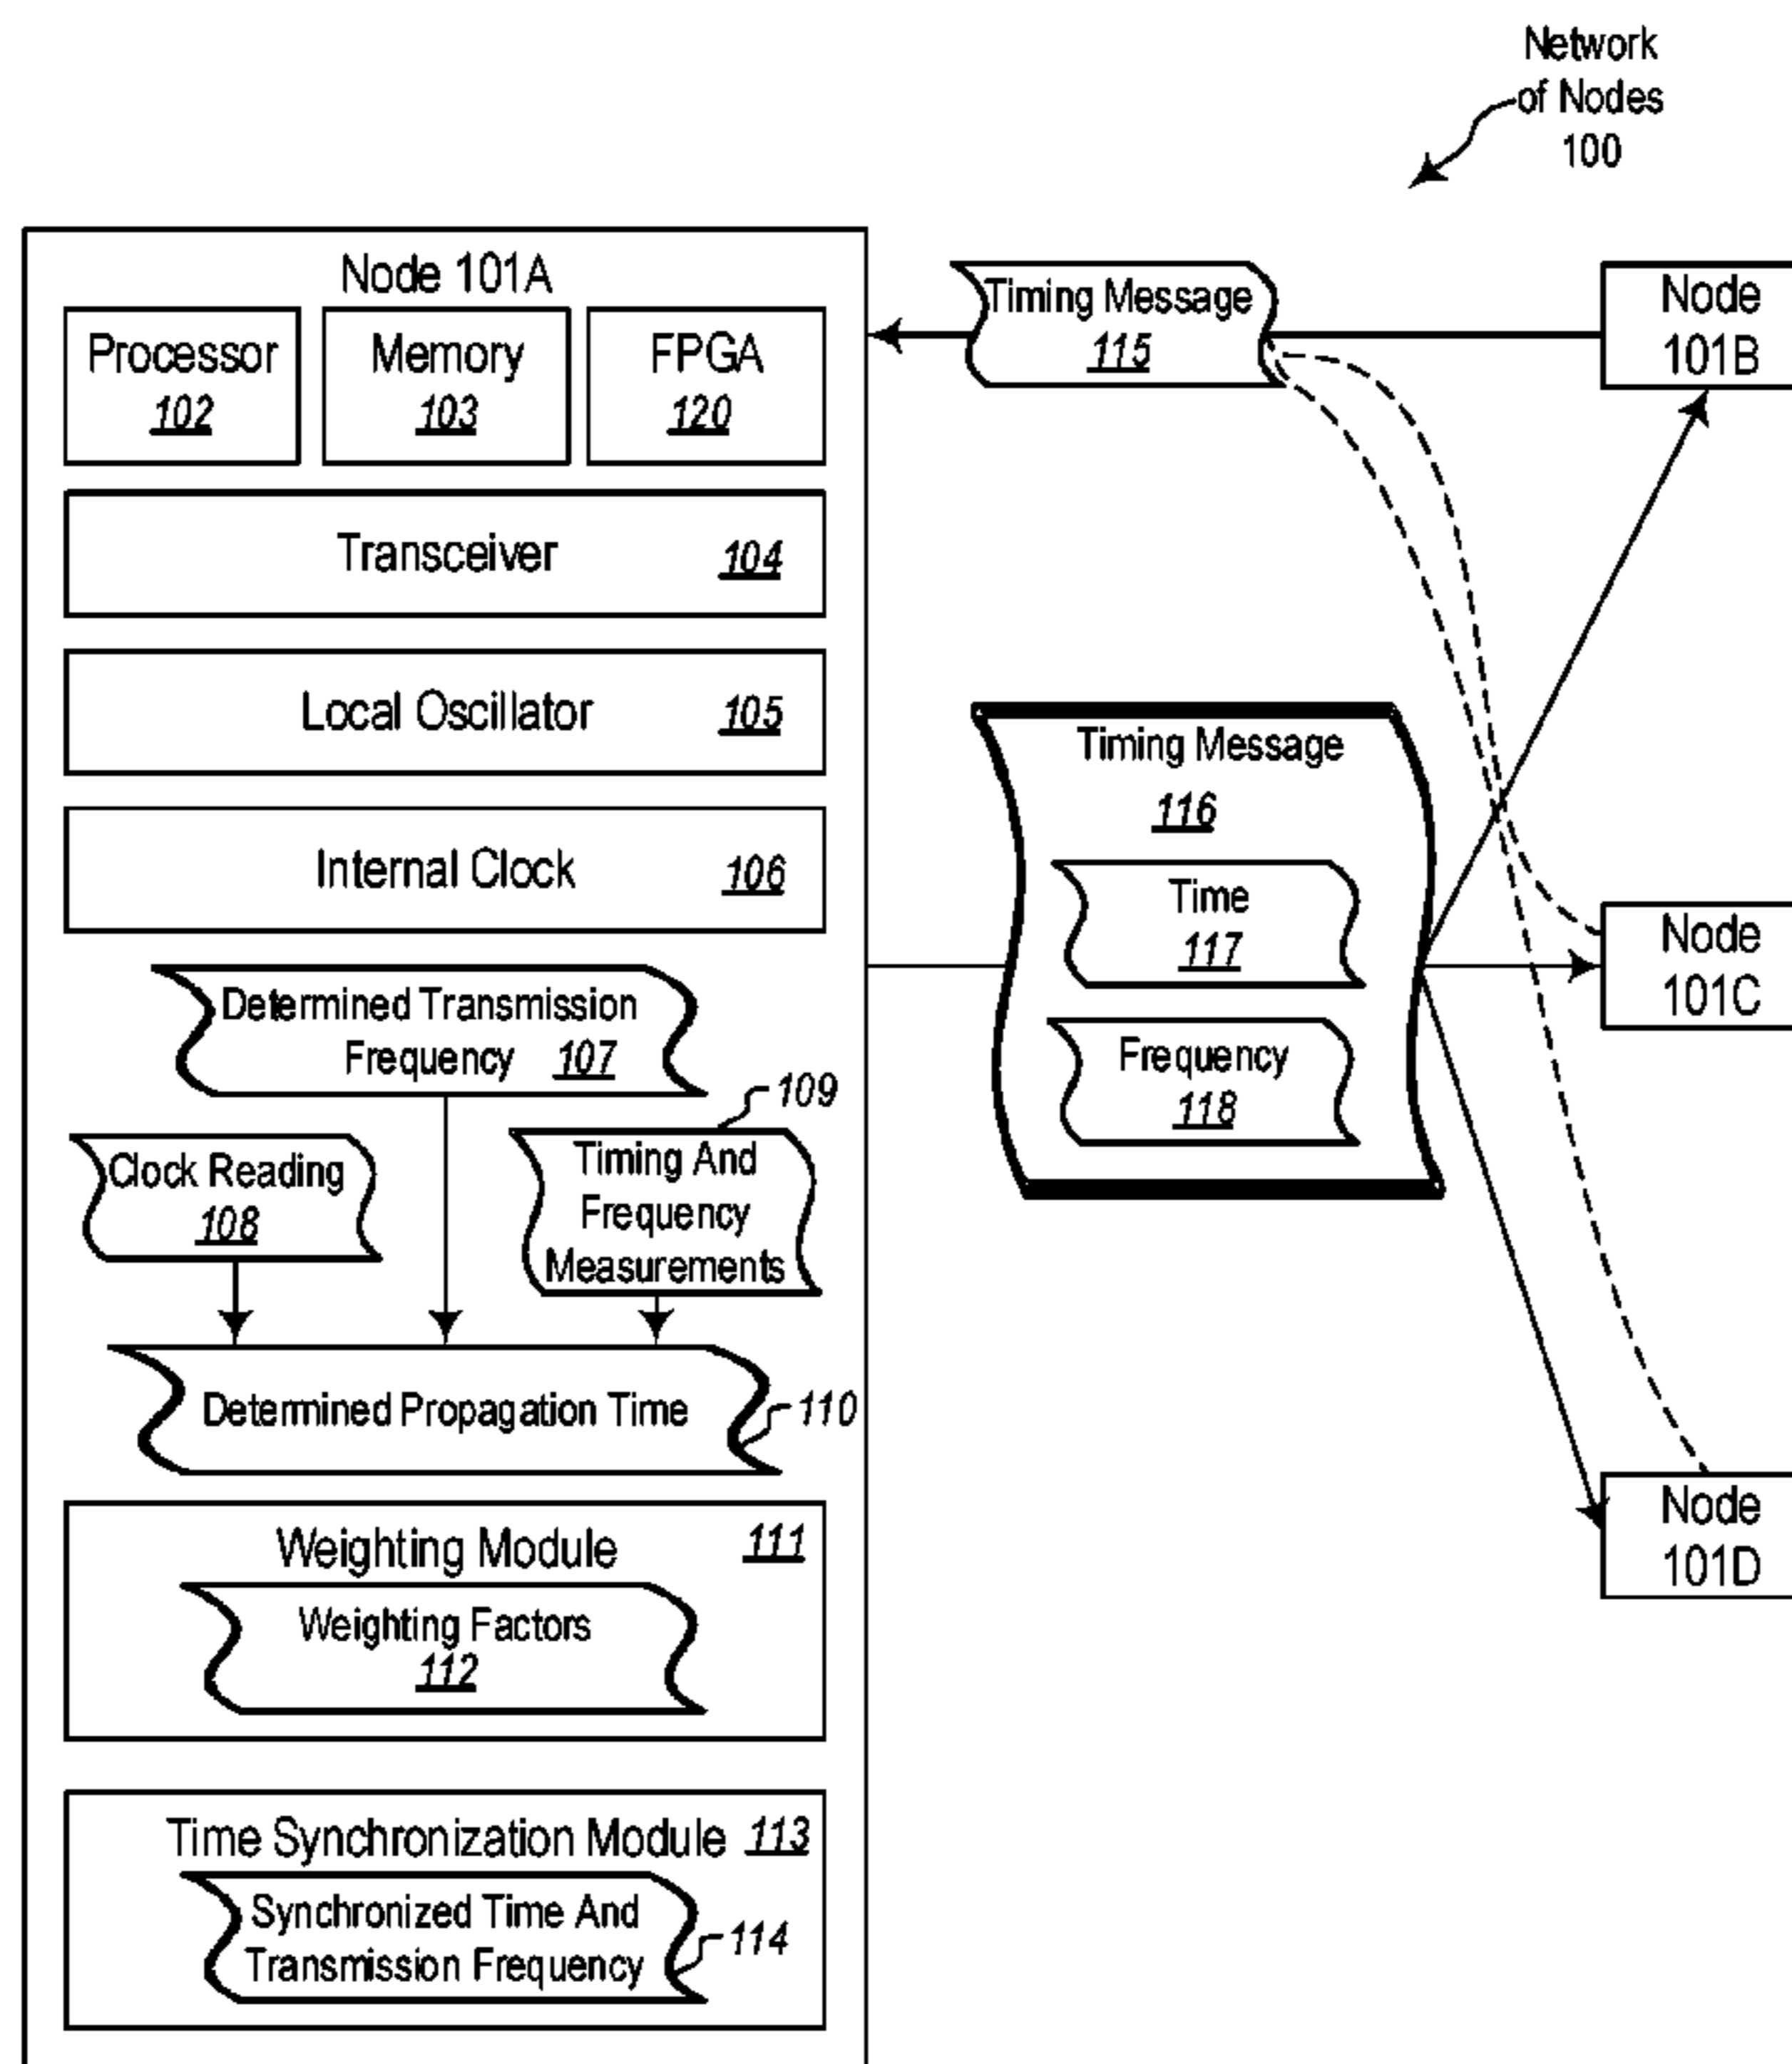 Network
of Nodes
100
Node 101A
Processor
102
Memory
103
FPGA
120
Transceiver 104
Local Oscillator 105
Internal Clock 106
Determined Transmission
Frequency 107
Clock Reading
108
109
Timing And
Frequency
Measurements
Determined Propagation Time
110
Weighting Module 111
Weighting Factors
112
Time Synchronization Module 113
Synchronized Time And
Transmission Frequency
114
Timing Message
115
Timing Message
116
Time
117
Frequency
118
Node
101B
Node
101C
Node
101D